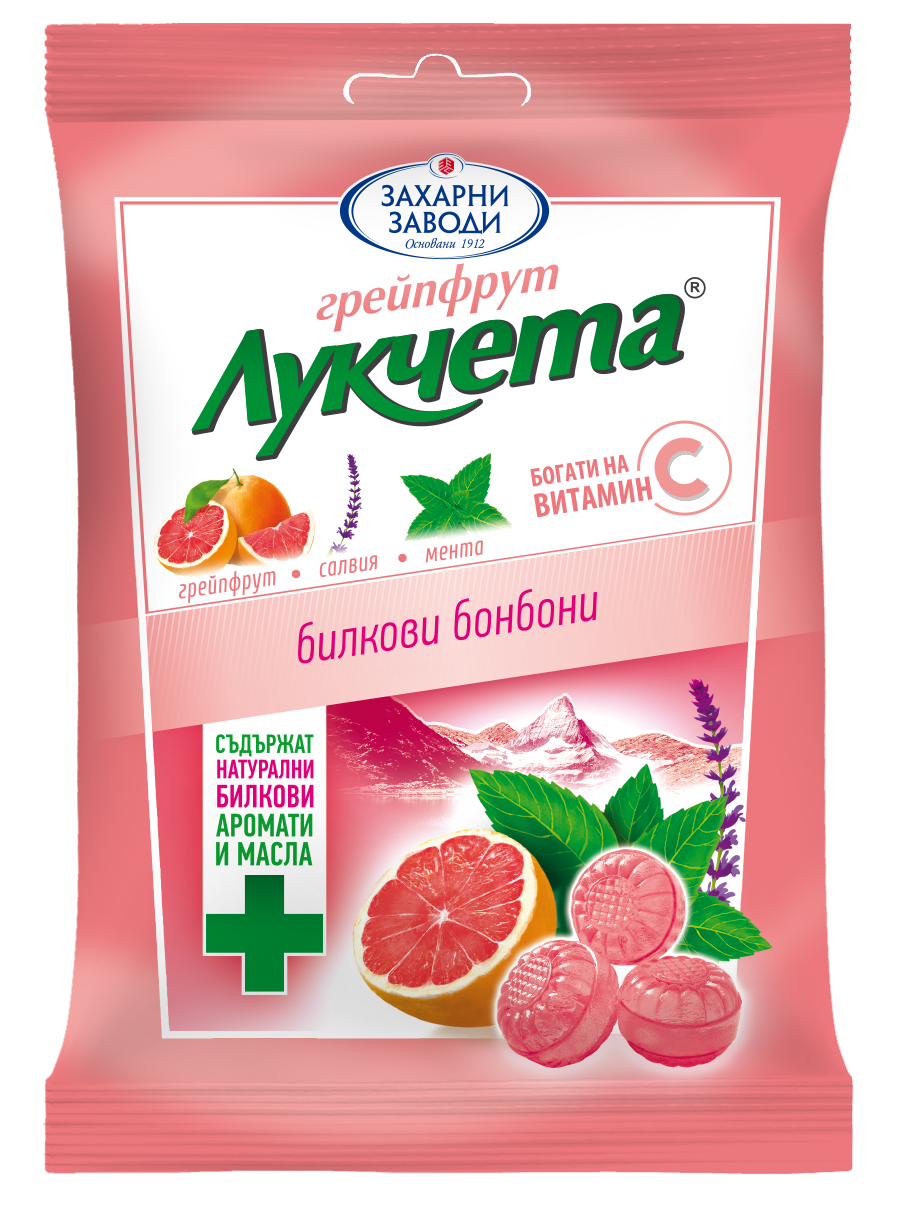 ЗАХАРНИ
ЗАВОДИ
Основани 1912
грейпфрут
Лукчета®
БОГАТИ НА
ВИТАМИН C
грейпфрут • салвия • мента
билкови бонбони
СЪДЪРЖАТ
НАТУРАЛНИ
БИЛКОВИ
АРОМАТИ
И МАСЛА